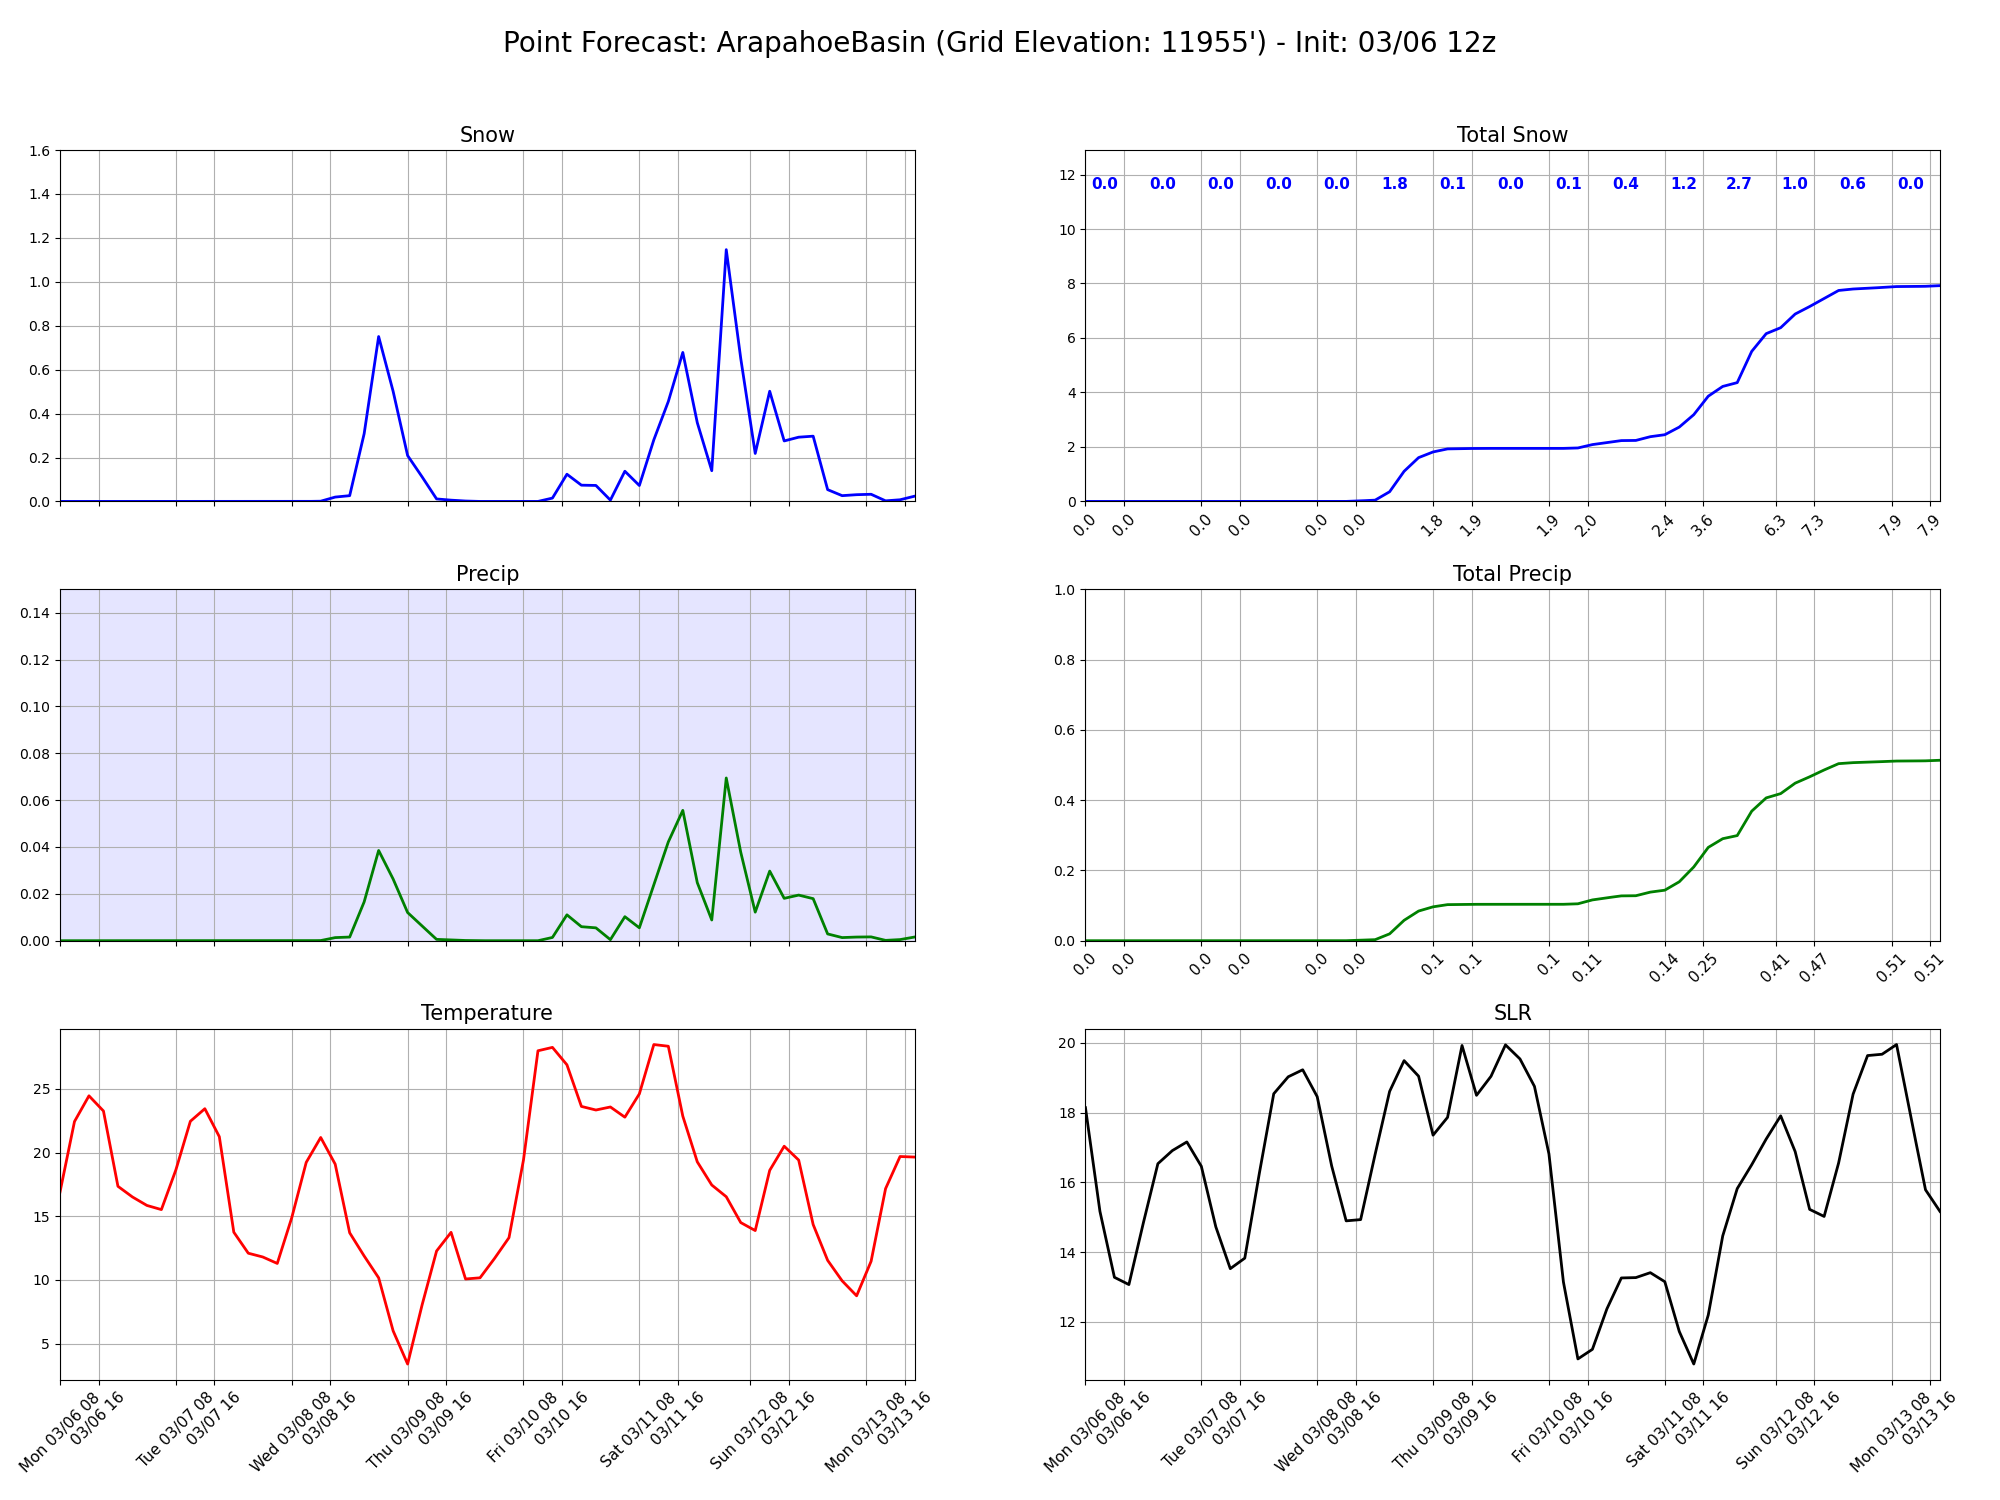 Point Forecast: ArapahoeBasin (Grid Elevation: 11955') - Init: 03/06 12z
Snow
1.6
1.4
1.2
1.0
0.8
0.6
0.4
0.2
0.0
Total Snow
12
10
8
6
4
2
0
0.0 0.0 0.0 0.0 0.0 1.8 0.1 0.0 0.1 0.4 1.2 2.7 1.0 0.6 0.0
0.0 0.0 0.0 0.0 0.0 0.0 1.8 1.9 1.9 2.0 2.4 3.6 6.3 7.3 7.9 7.9
Precip
0.14
0.12
0.10
0.08
0.06
0.04
0.02
0.00
Total Precip
1.0
0.8
0.6
0.4
0.2
0.0
0.0 0.0 0.0 0.0 0.0 0.0 0.1 0.1 0.1 0.11 0.14 0.25 0.41 0.47 0.51 0.51
Temperature
25
20
15
10
5
Mon 03/06 08
03/06 16
Tue 03/07 08
03/07 16
Wed 03/08 08
03/08 16
Thu 03/09 08
03/09 16
Fri 03/10 08
03/10 16
Sat 03/11 08
03/11 16
Sun 03/12 08
03/12 16
Mon 03/13 08
03/13 16
SLR
20
18
16
14
12
Mon 03/06 08
03/06 16
Tue 03/07 08
03/07 16
Wed 03/08 08
03/08 16
Thu 03/09 08
03/09 16
Fri 03/10 08
03/10 16
Sat 03/11 08
03/11 16
Sun 03/12 08
03/12 16
Mon 03/13 08
03/13 16